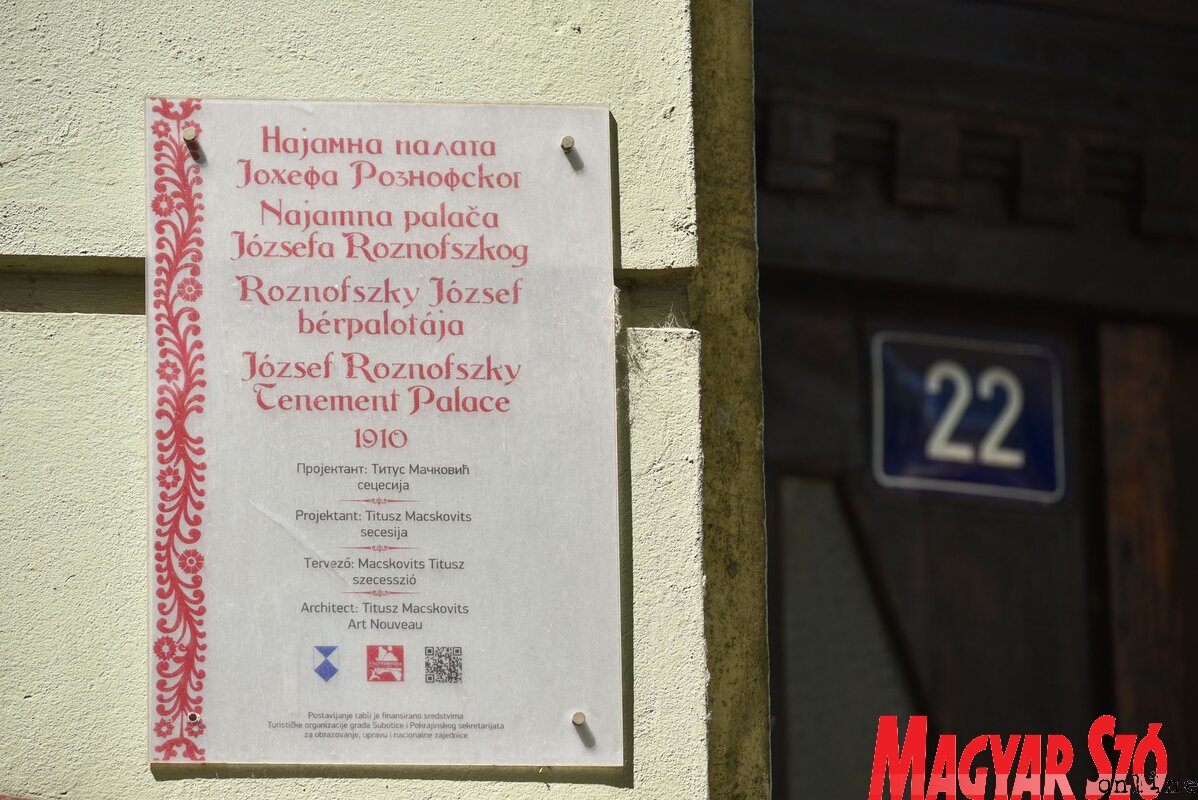 Најамна палата
Јохефа Рознофског
Najamna palača
Józsefa Roznofszkog
Roznofszky József
bérpalotája
József Roznofszky
Tenement Palace
1910
Пројектант: Титус Мачковић
сецесија
Projektant: Titusz Macskovits
secesija
Tervező: Macskovits Titusz
szecesszió
Architect: Titusz Macskovits
Art Nouveau
Postavljanje tabli je finansirano sredstvima
Turističke organizacije grada Subotice i Pokrajinskog sekretarijata
za obrazovanje, upravu i nacionalne zajednice
22
MAGYAR SZÓ
online